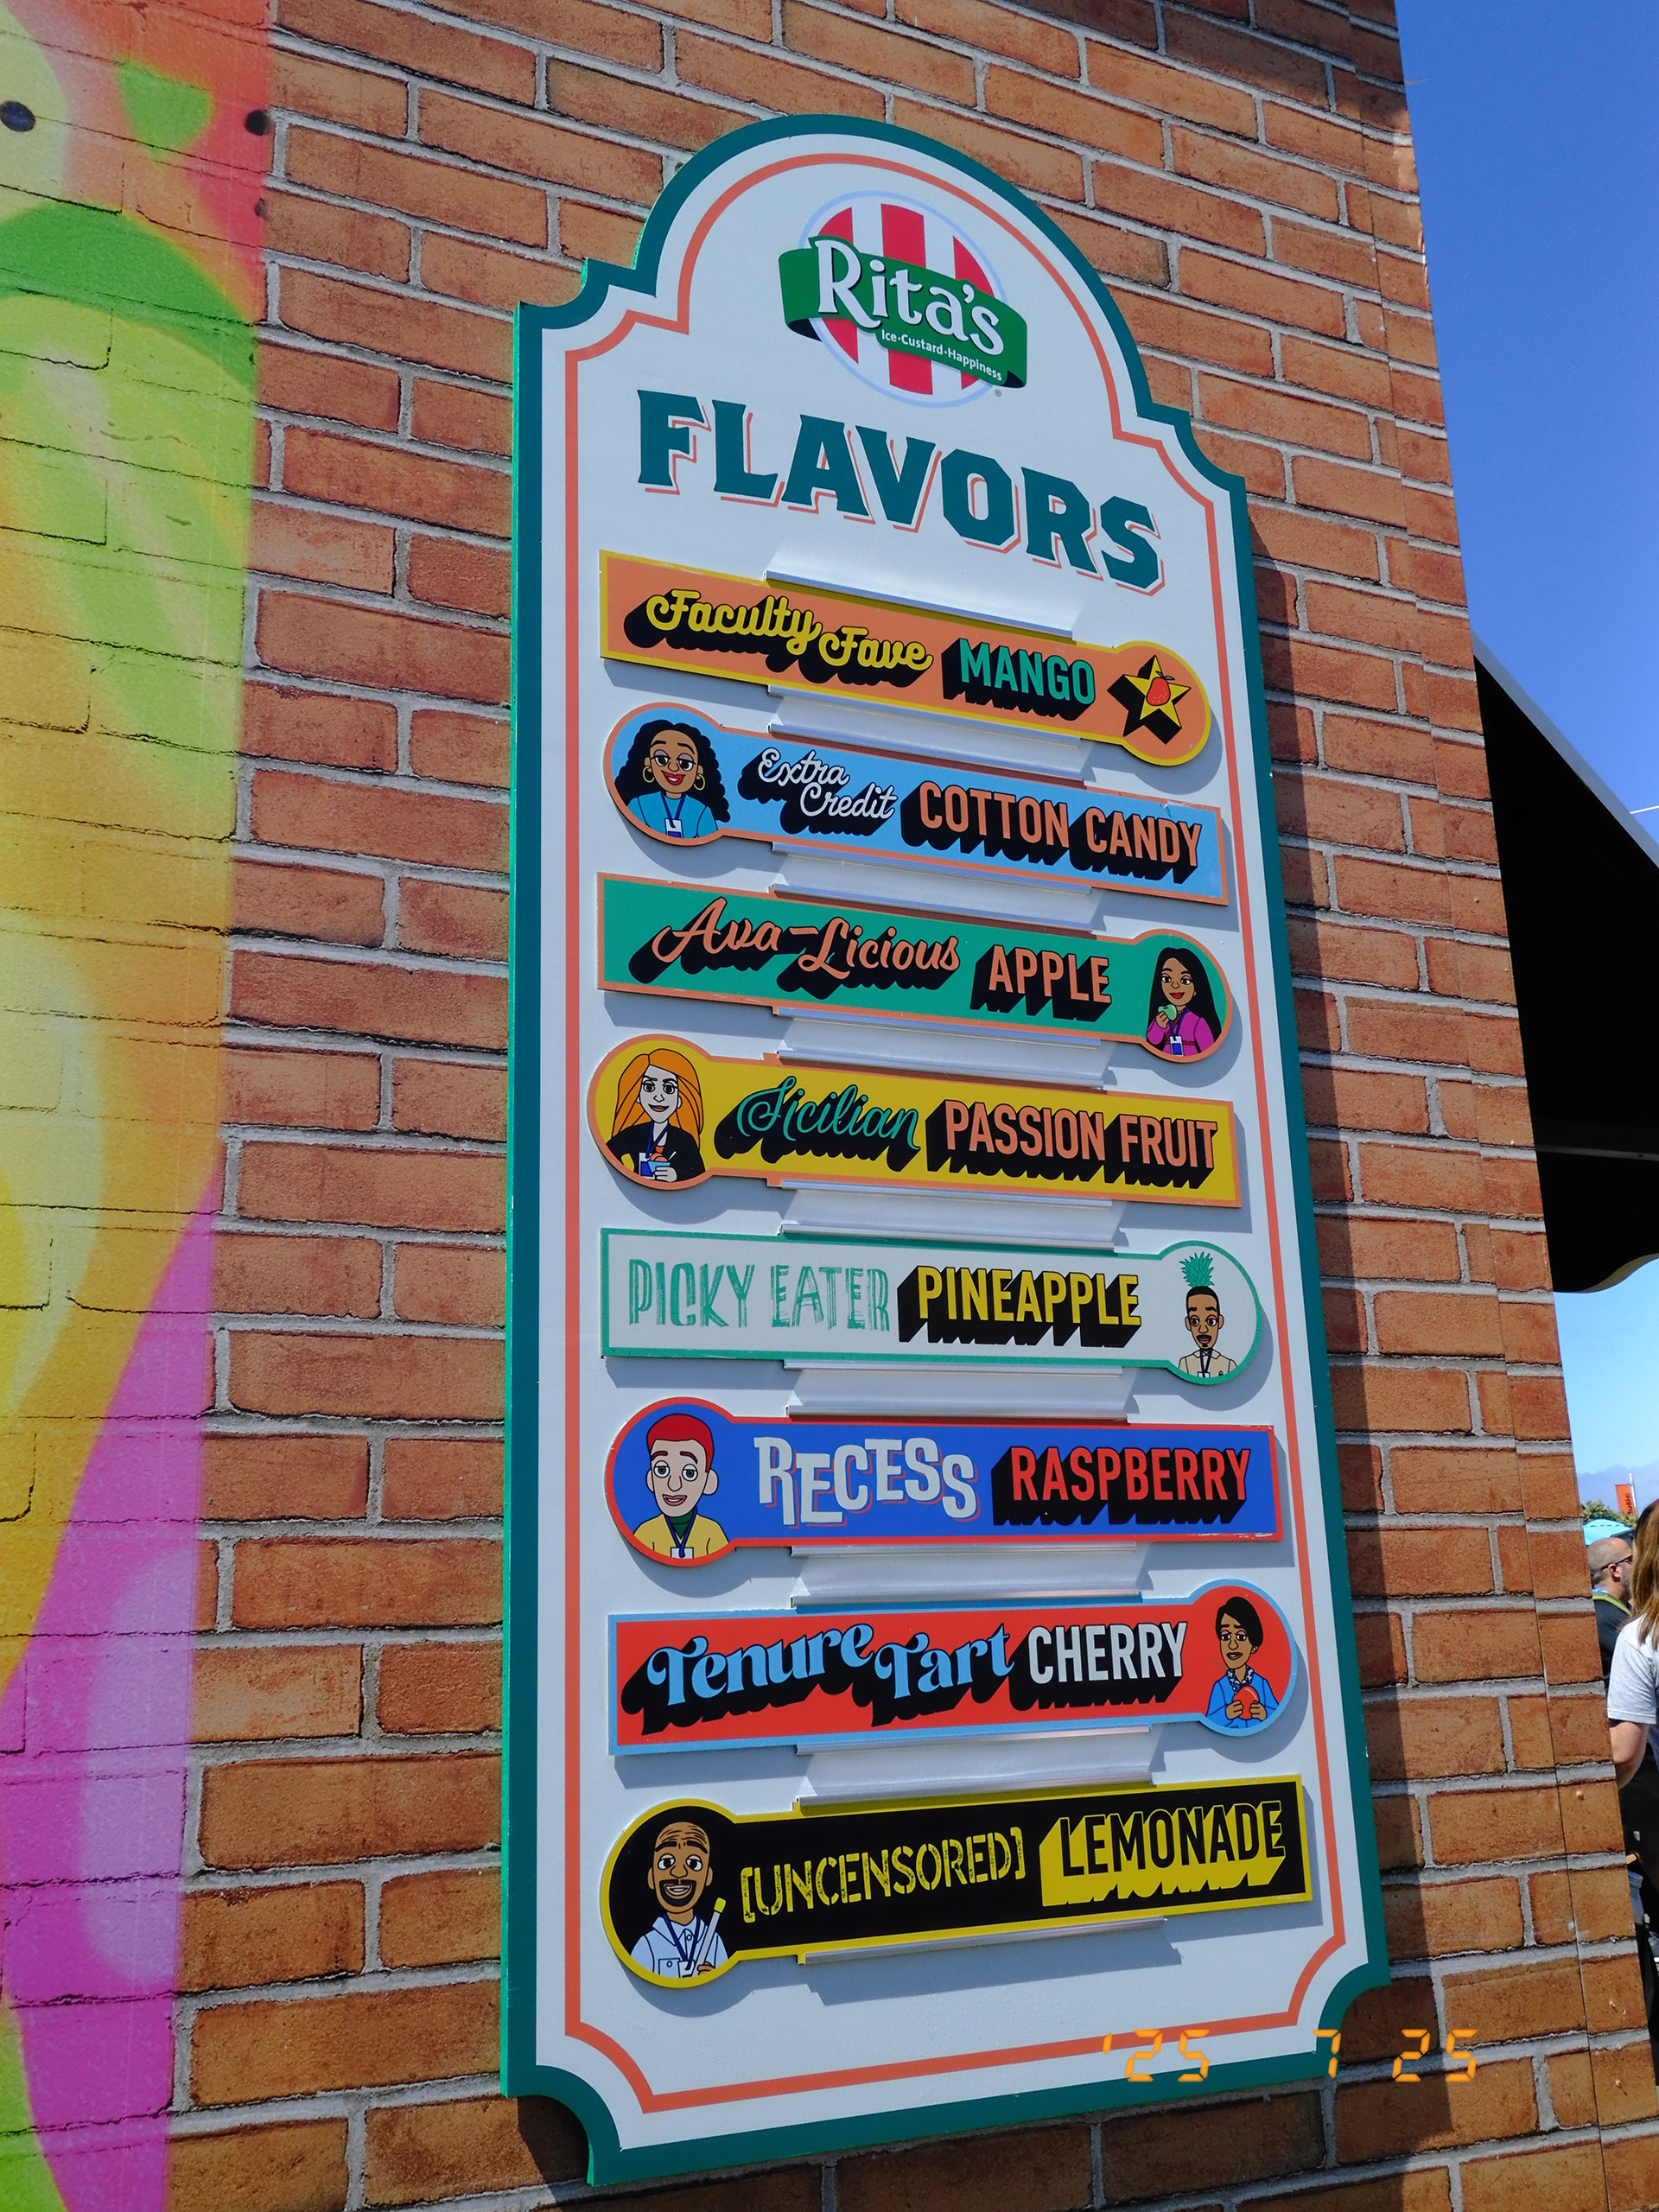 Rita's
Ice·Custard·Happiness
®
FLAVORS
Faculty Fave MANGO
Extra Credit COTTON CANDY
Ava-Licious APPLE
Sicilian PASSION FRUIT
PICKY EATER PINEAPPLE
RECESS RASPBERRY
Tenure Tart CHERRY
[UNCENSORED] LEMONADE
'25 7 25